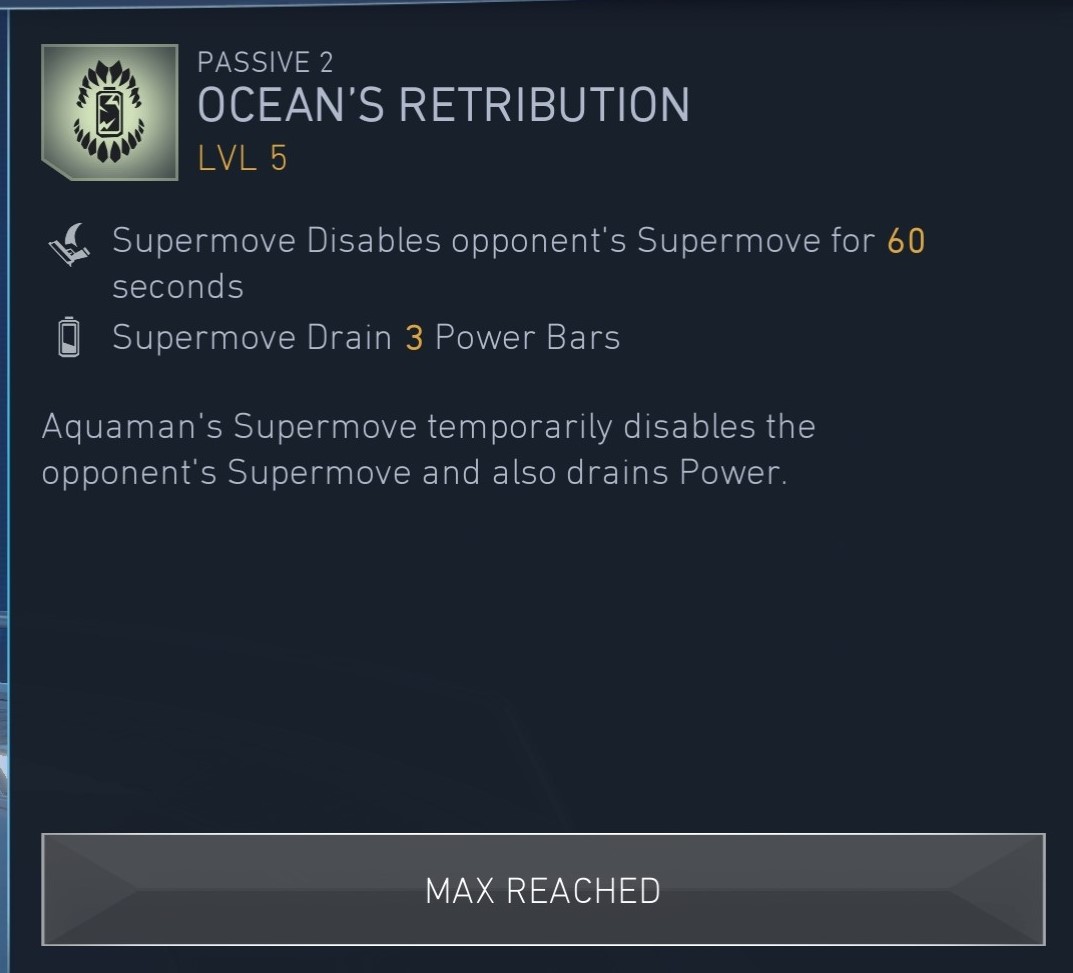 PASSIVE 2
OCEAN'S RETRIBUTION
LVL 5
Supermove Disables opponent's Supermove for 60
seconds
Supermove Drain 3 Power Bars
Aquaman's Supermove temporarily disables the
opponent's Supermove and also drains Power.
MAX REACHED